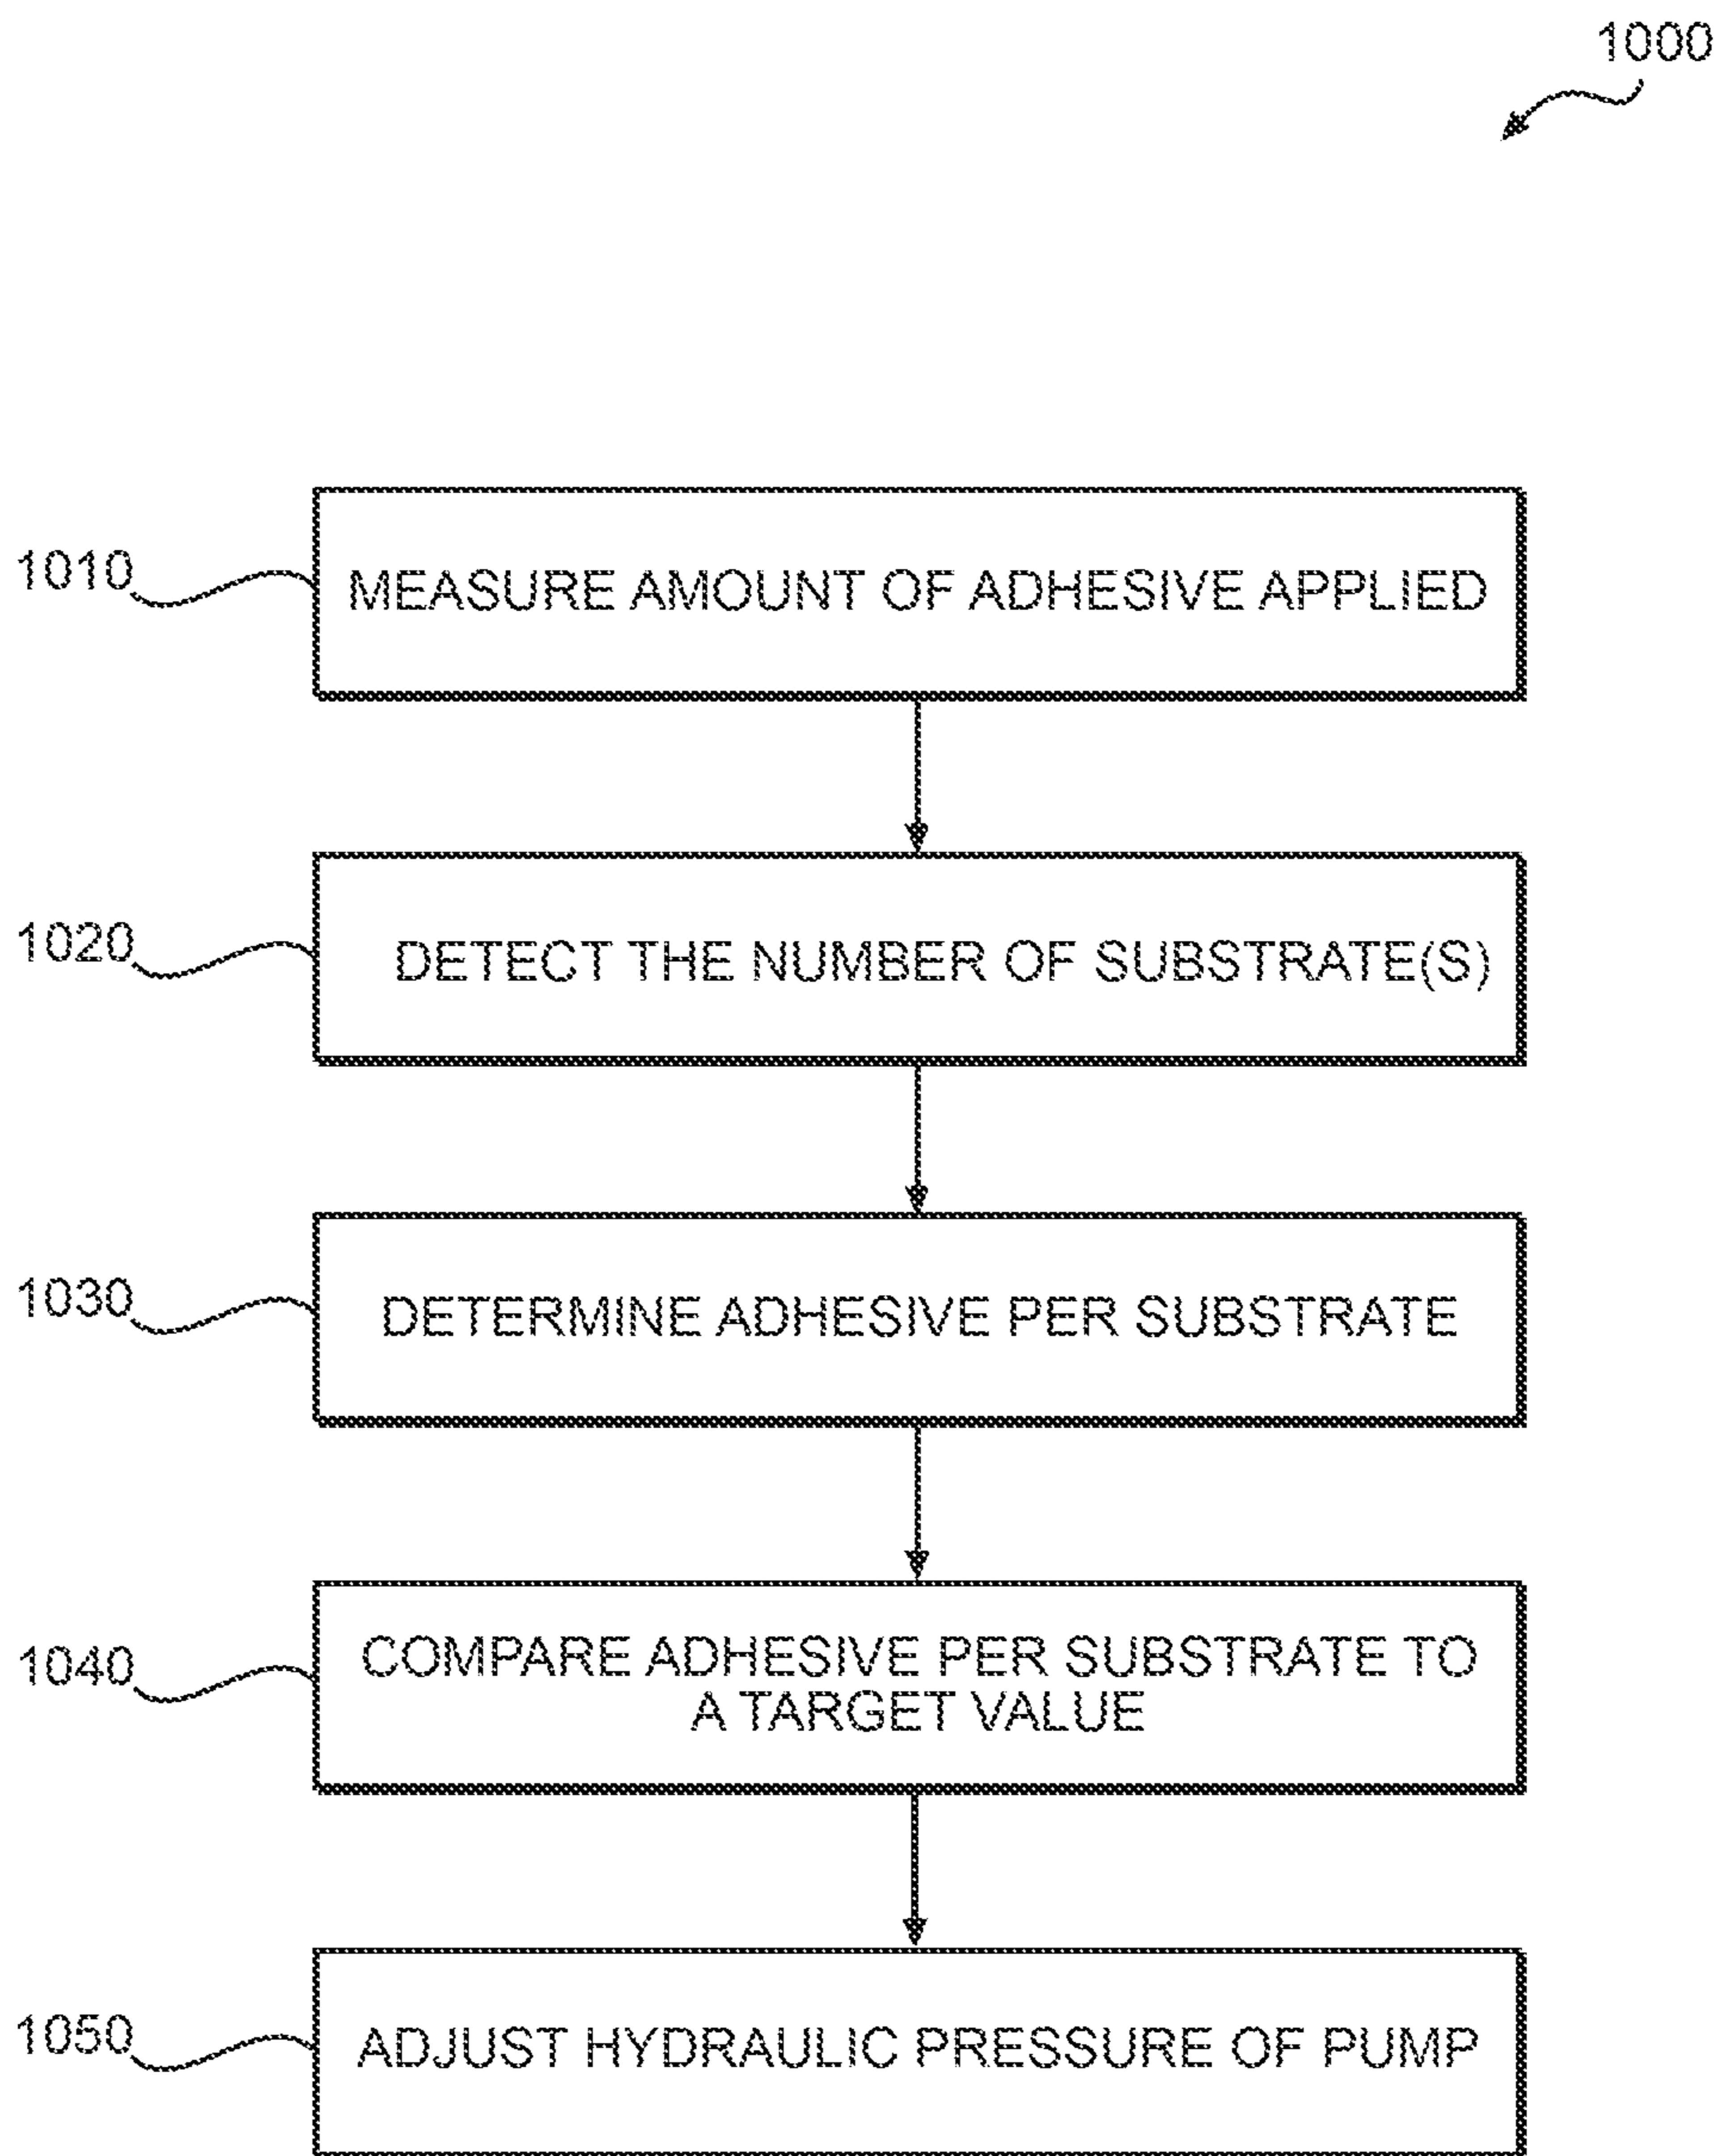 1000
1010
MEASURE AMOUNT OF ADHESIVE APPLIED
1020
DETECT THE NUMBER OF SUBSTRATE(S)
1030
DETERMINE ADHESIVE PER SUBSTRATE
1040
COMPARE ADHESIVE PER SUBSTRATE TO
A TARGET VALUE
1050
ADJUST HYDRAULIC PRESSURE OF PUMP